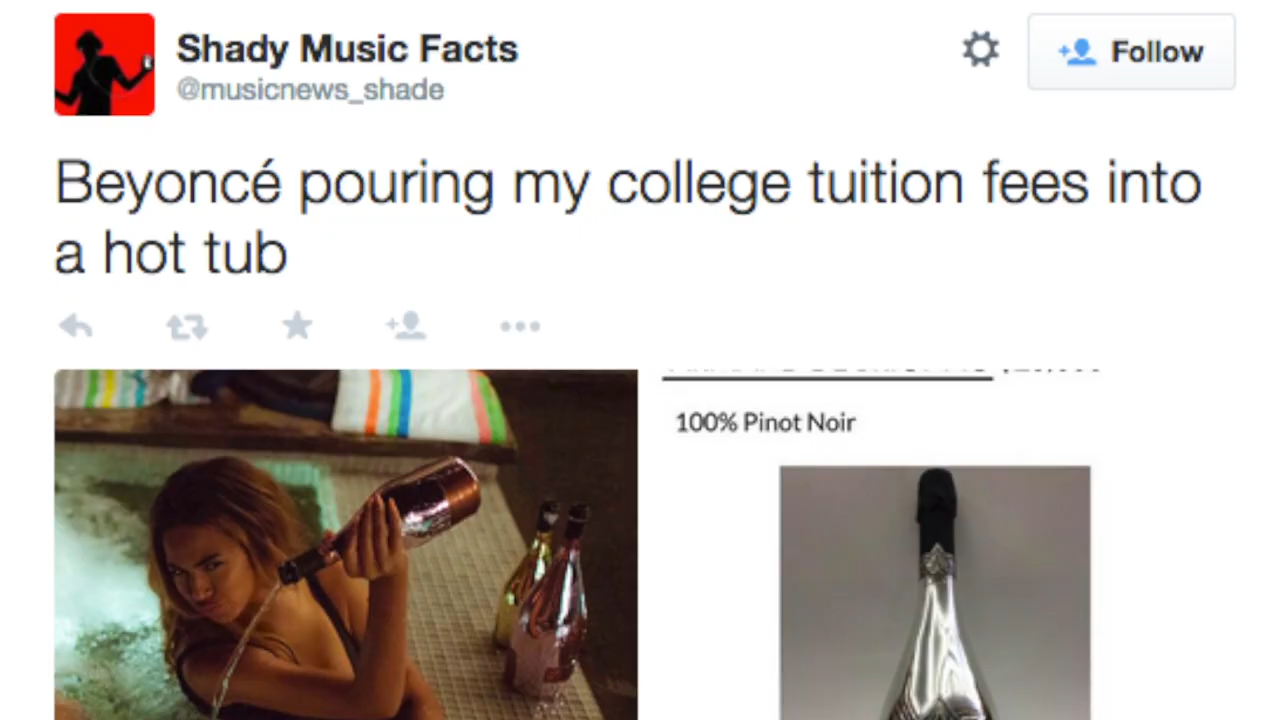 Shady Music Facts
@musicnews_shade
Follow
Beyoncé pouring my college tuition fees into
a hot tub
100% Pinot Noir